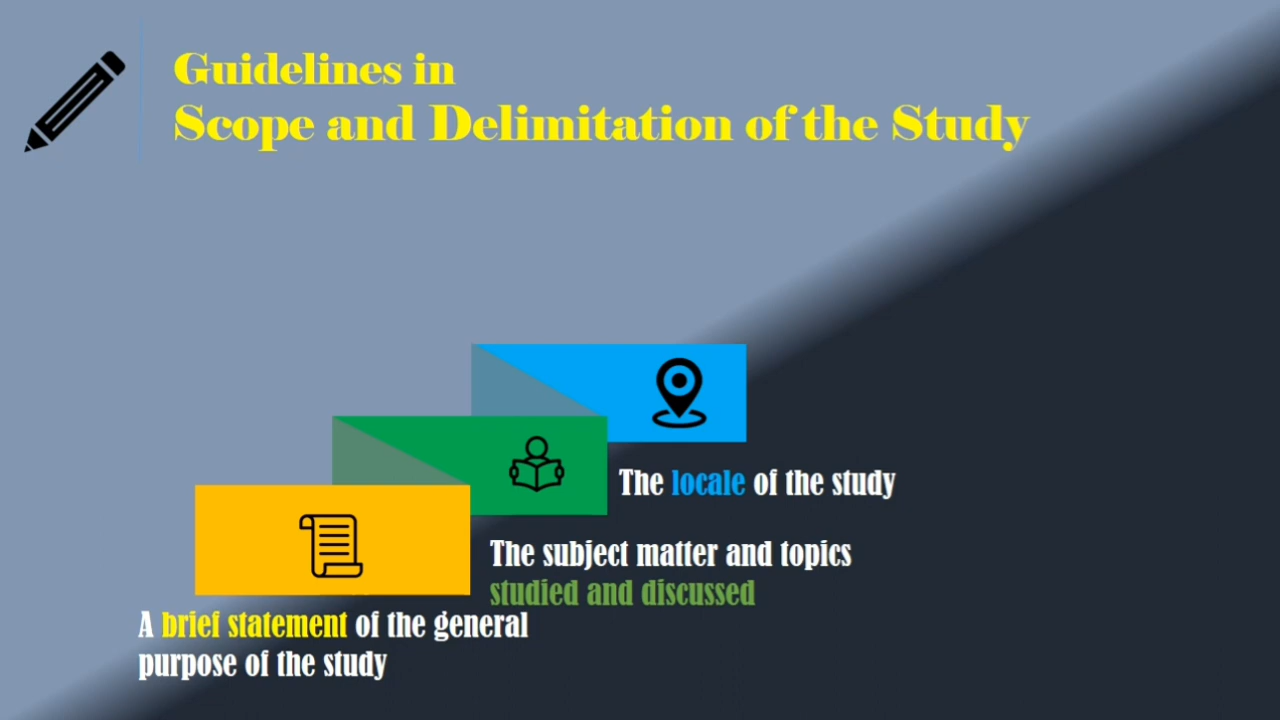 Guidelines in
Scope and Delimitation of the Study
The locale of the study
The subject matter and topics
studied and discussed
A brief statement of the general
purpose of the study